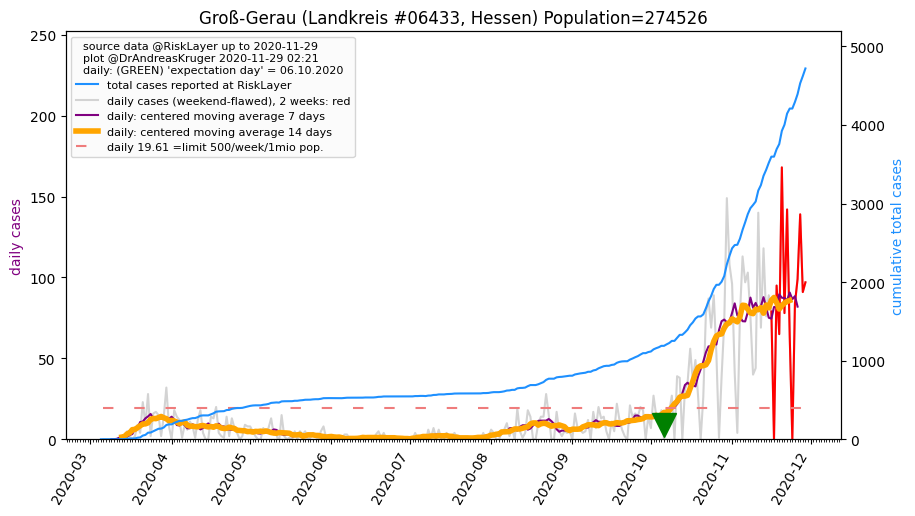 Groß-Gerau (Landkreis #06433, Hessen) Population=274526
source data @RiskLayer up to 2020-11-29
plot @DrAndreasKruger 2020-11-29 02:21
daily: (GREEN) 'expectation day' = 06.10.2020
total cases reported at RiskLayer
daily cases (weekend-flawed), 2 weeks: red
daily: centered moving average 7 days
daily: centered moving average 14 days
daily 19.61 =limit 500/week/1mio pop.
daily cases
250
200
150
100
50
0
cumulative total cases
5000
4000
3000
2000
1000
0
2020-03
2020-04
2020-05
2020-06
2020-07
2020-08
2020-09
2020-10
2020-11
2020-12